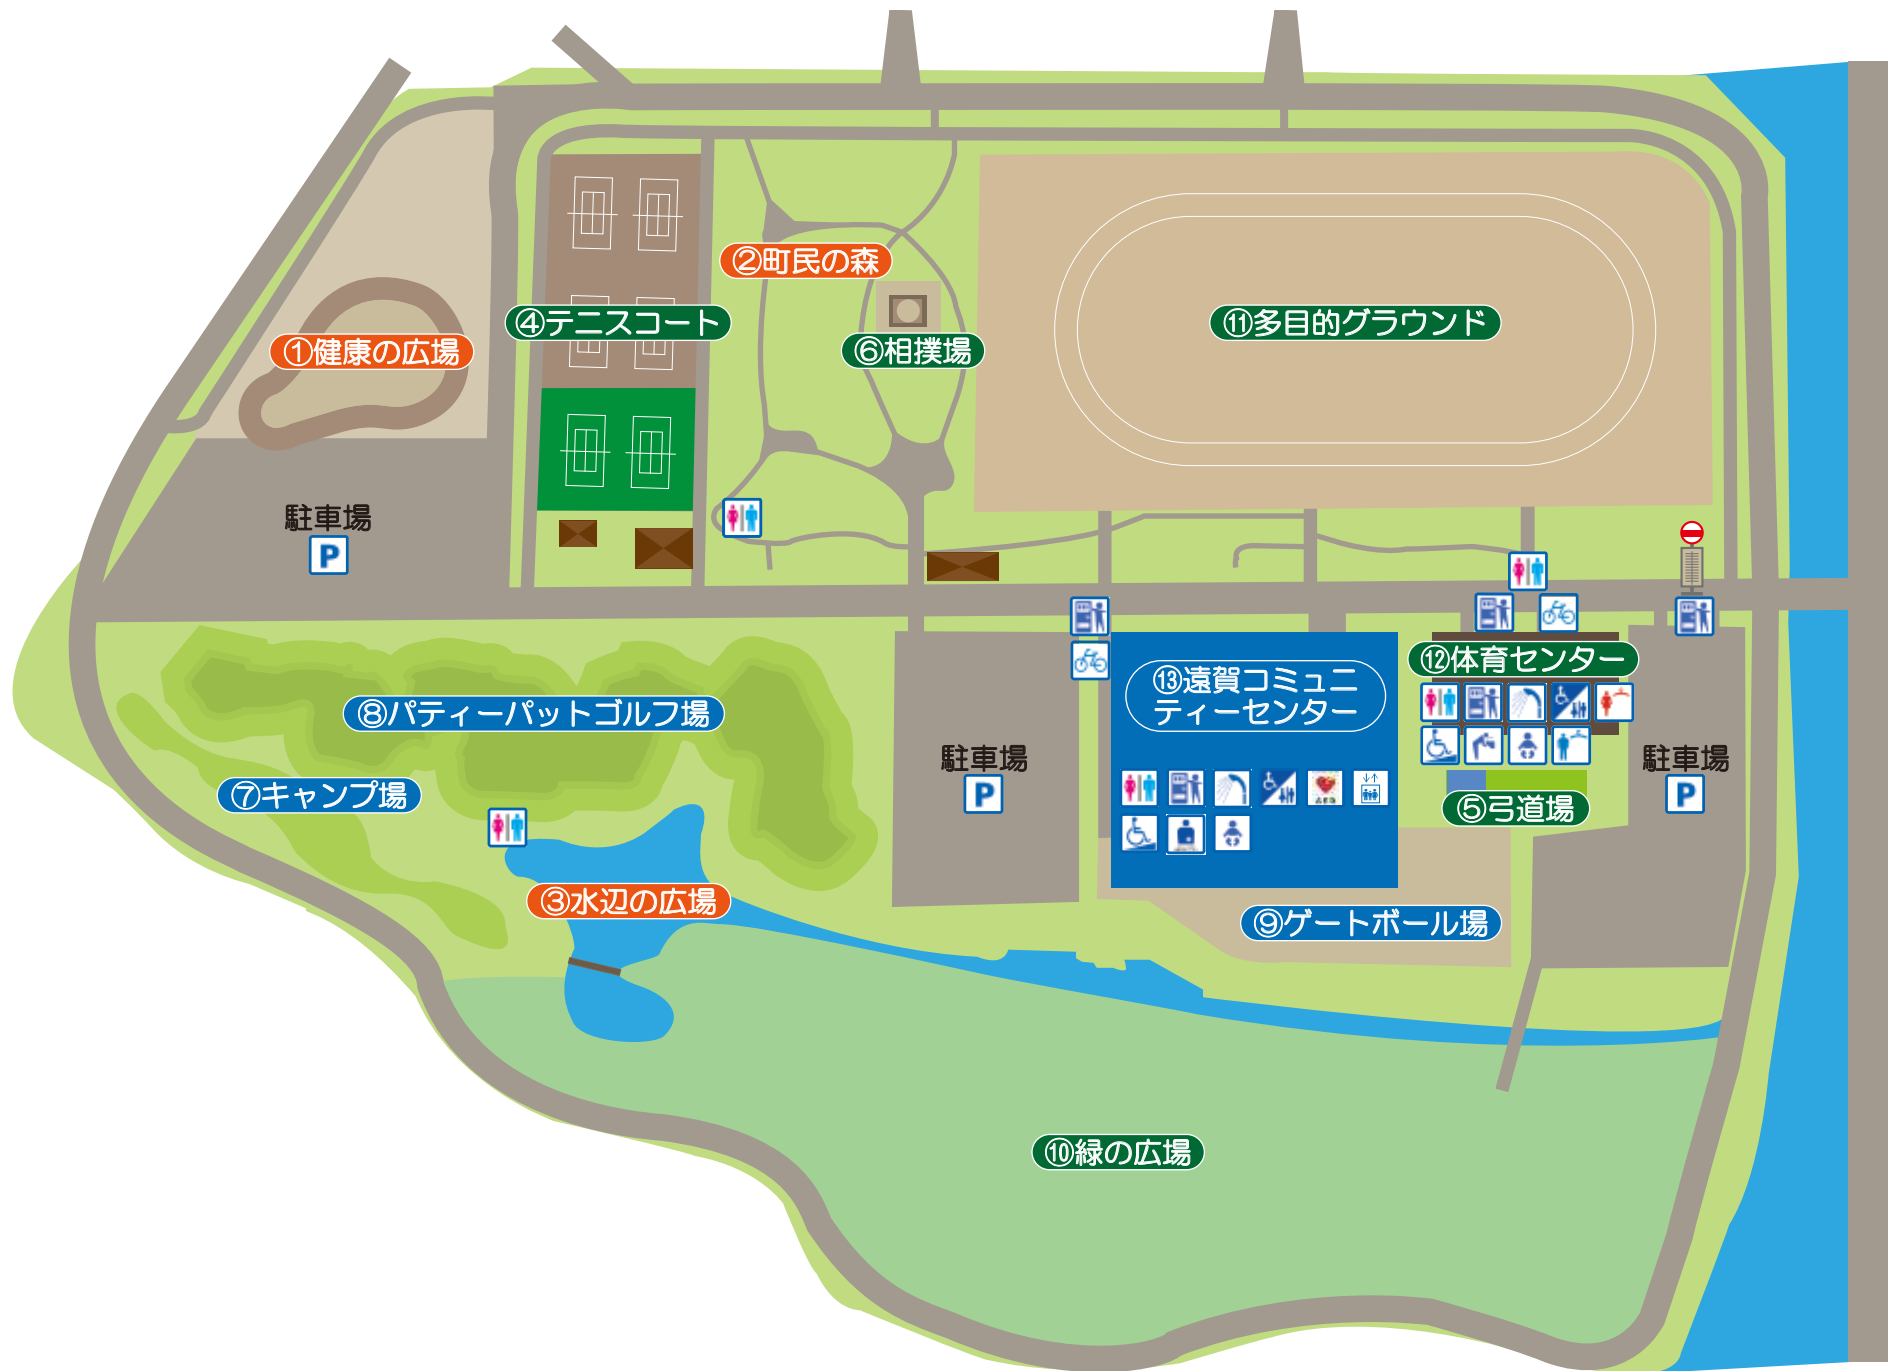 ②町民の森
④テニスコート
⑪多目的グラウンド
①健康の広場
⑥相撲場
駐車場
P
⑫体育センター
⑬遠賀コミュニ
ティーセンター
⑧パティーパットゴルフ場
駐車場
P
駐車場
P
⑦キャンプ場
⑤弓道場
③水辺の広場
⑨ゲートボール場
⑩緑の広場